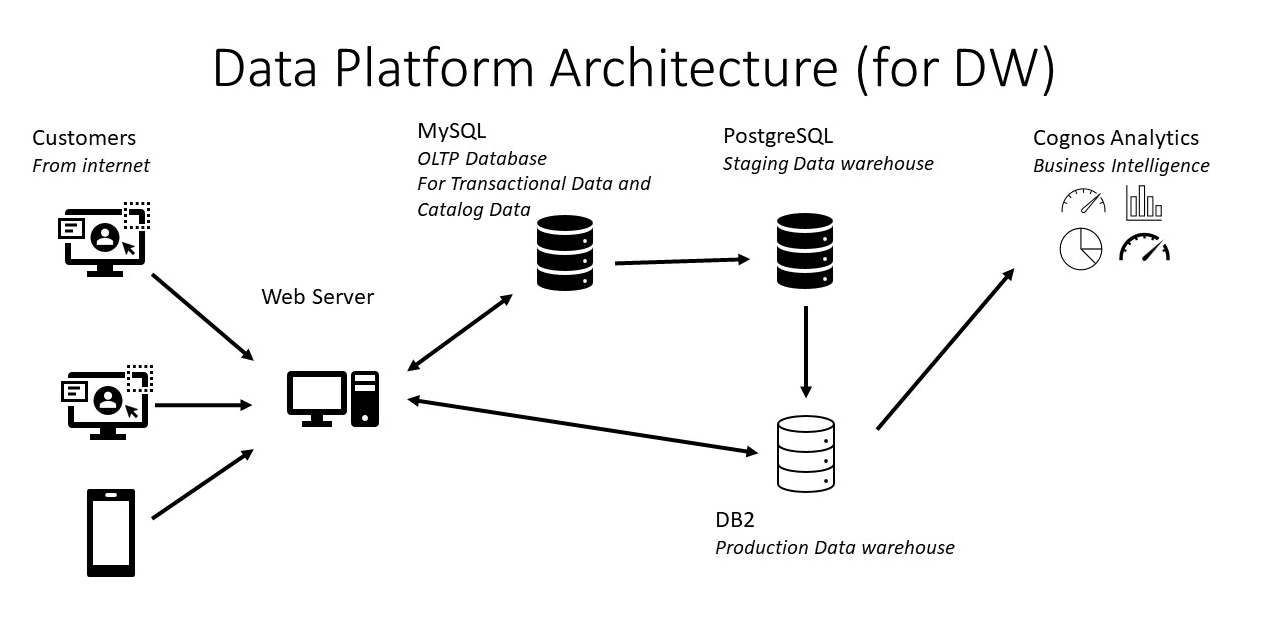 Data Platform Architecture (for DW)
Customers
From internet
MySQL
OLTP Database
For Transactional Data and
Catalog Data
PostgreSQL
Staging Data warehouse
Cognos Analytics
Business Intelligence
Web Server
DB2
Production Data warehouse